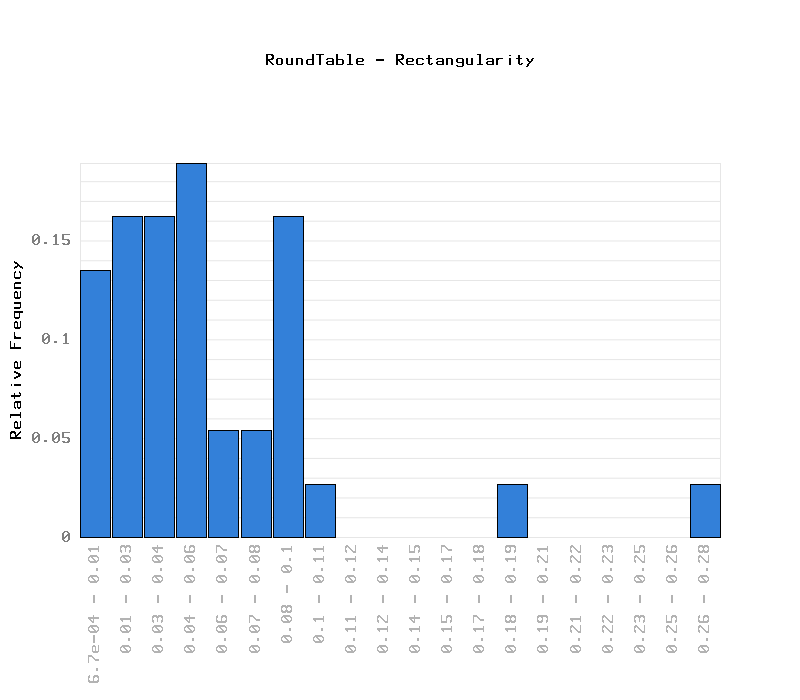 RoundTable - Rectangularity
Relative Frequency
0.15
0.1
0.05
0
6.7e-04 - 0.01
0.01 - 0.03
0.03 - 0.04
0.04 - 0.06
0.06 - 0.07
0.07 - 0.08
0.08 - 0.1
0.1 - 0.11
0.11 - 0.12
0.12 - 0.14
0.14 - 0.15
0.15 - 0.17
0.17 - 0.18
0.18 - 0.19
0.19 - 0.21
0.21 - 0.22
0.22 - 0.23
0.23 - 0.25
0.25 - 0.26
0.26 - 0.28